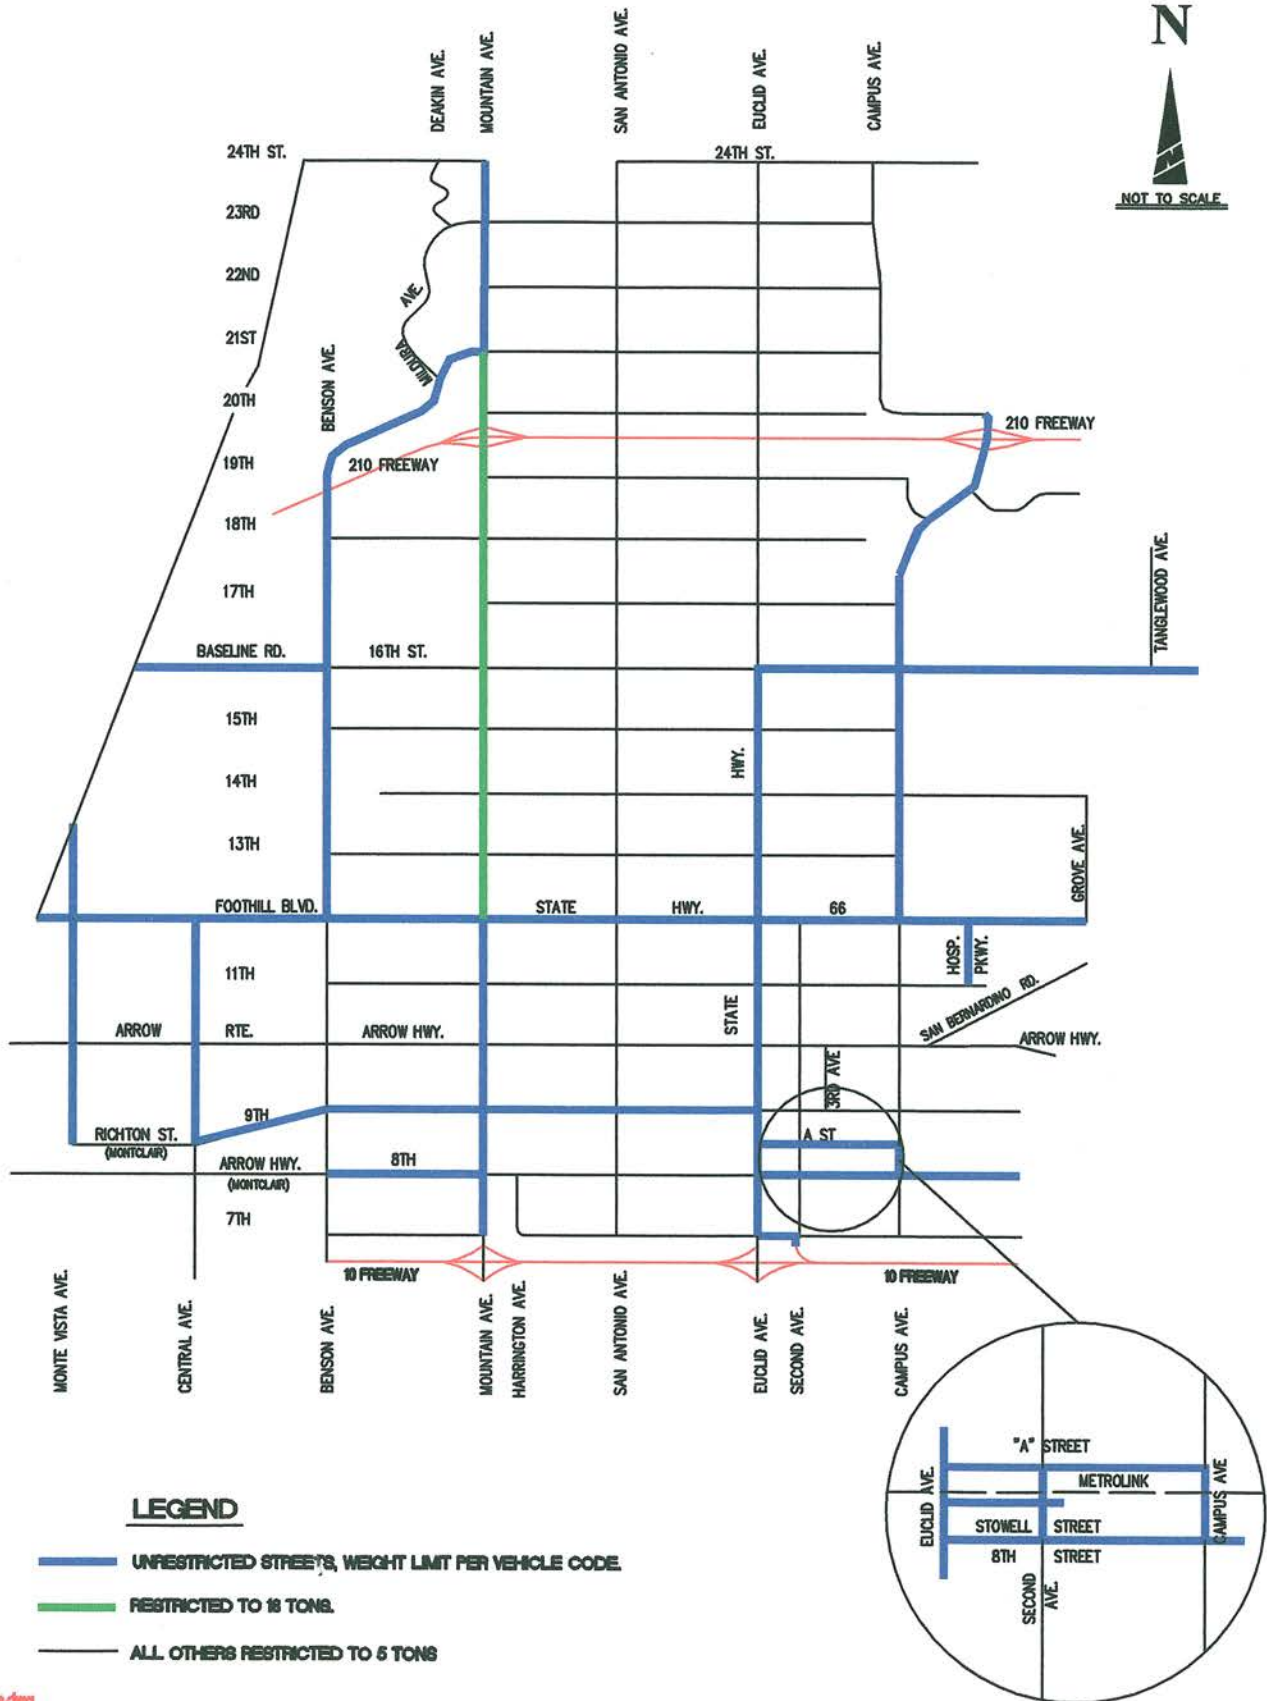 N
NOT TO SCALE
DEAKIN AVE.
MOUNTAIN AVE.
SAN ANTONIO AVE.
EUCLID AVE.
CAMPUS AVE.
24TH ST.
24TH ST.
23RD
22ND
AVE.
21ST
MILDURA
BENSON AVE.
20TH
210 FREEWAY
19TH
210 FREEWAY
18TH
17TH
TANGLEWOOD AVE.
BASELINE RD.
16TH ST.
15TH
HWY.
14TH
13TH
GROVE AVE.
FOOTHILL BLVD.
STATE
HWY.
66
11TH
HOSP.
PKWY.
STATE
SAN BERNARDINO RD.
ARROW
RTE.
ARROW HWY.
ARROW HWY.
3RD AVE
9TH
RICHTON ST.
(MONTCLAIR)
A ST
ARROW HWY.
(MONTCLAIR)
8TH
7TH
10 FREEWAY
10 FREEWAY
MONTE VISTA AVE.
CENTRAL AVE.
BENSON AVE.
MOUNTAIN AVE.
HARRINGTON AVE.
SAN ANTONIO AVE.
EUCLID AVE.
SECOND AVE.
CAMPUS AVE.
"A" STREET
METROLINK
EUCLID AVE.
CAMPUS AVE
STOWELL STREET
8TH STREET
SECOND
AVE.
LEGEND
UNRESTRICTED STREETS, WEIGHT LIMIT PER VEHICLE CODE.
RESTRICTED TO 18 TONS.
ALL OTHERS RESTRICTED TO 5 TONS